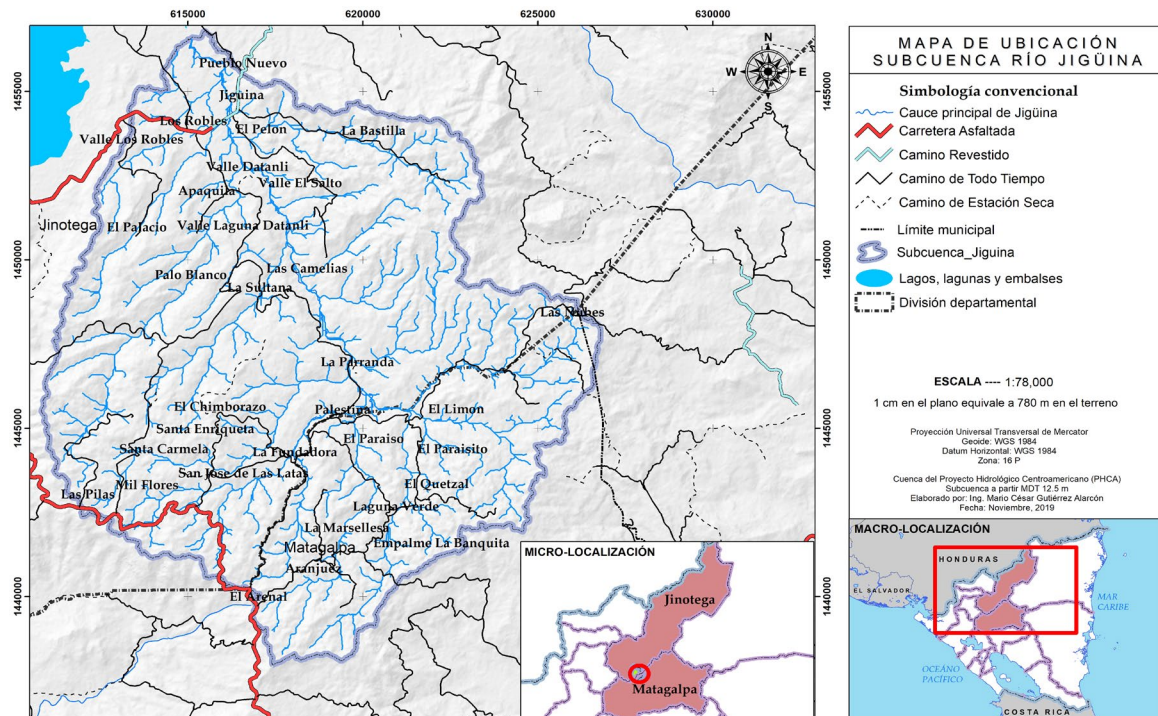 615000
620000
625000
630000
1455000
1450000
1445000
1440000
1455000
1450000
1445000
1440000
N
W
E
S
Pueblo Nuevo
Jigüina
Los Robles
El Pelon
La Bastilla
Valle Los Robles
Valle Datanli
Valle El Salto
Apaquila
Jinotega
El Palacio
Valle Laguna Datanli
Palo Blanco
Las Camelias
La Sultana
Las Nubes
La Parranda
El Chimborazo
Palestina
El Limon
Santa Enriqueta
El Paraiso
Santa Carmela
La Fundadora
El Paraisito
San Jose de Las Latas
Las Pilas
Mil Flores
El Quetzal
Laguna Verde
La Marsellesa
Matagalpa
Empalme La Banquita
Aranjuez
El Arenal
MICRO-LOCALIZACIÓN
Jinotega
Matagalpa
MAPA DE UBICACIÓN
SUBCUENCA RÍO JIGÜINA
Simbología convencional
Cauce principal de Jigüina
Carretera Asfaltada
Camino Revestido
Camino de Todo Tiempo
Camino de Estación Seca
Límite municipal
Subcuenca_Jiguina
Lagos, lagunas y embalses
División departamental
ESCALA ---- 1:78,000
1 cm en el plano equivale a 780 m en el terreno
Proyección Universal Transversal de Mercator
Geoide: WGS 1984
Datum Horizontal: WGS 1984
Zona: 16 P
Cuenca del Proyecto Hidrológico Centroamericano (PHCA)
Subcuenca a partir MDT 12.5 m
Elaborado por: Ing. Mario César Gutiérrez Alarcón
Fecha: Noviembre, 2019
MACRO-LOCALIZACIÓN
HONDURAS
EL SALVADOR
MAR
CARIBE
OCEANO
PACÍFICO
COSTA RICA